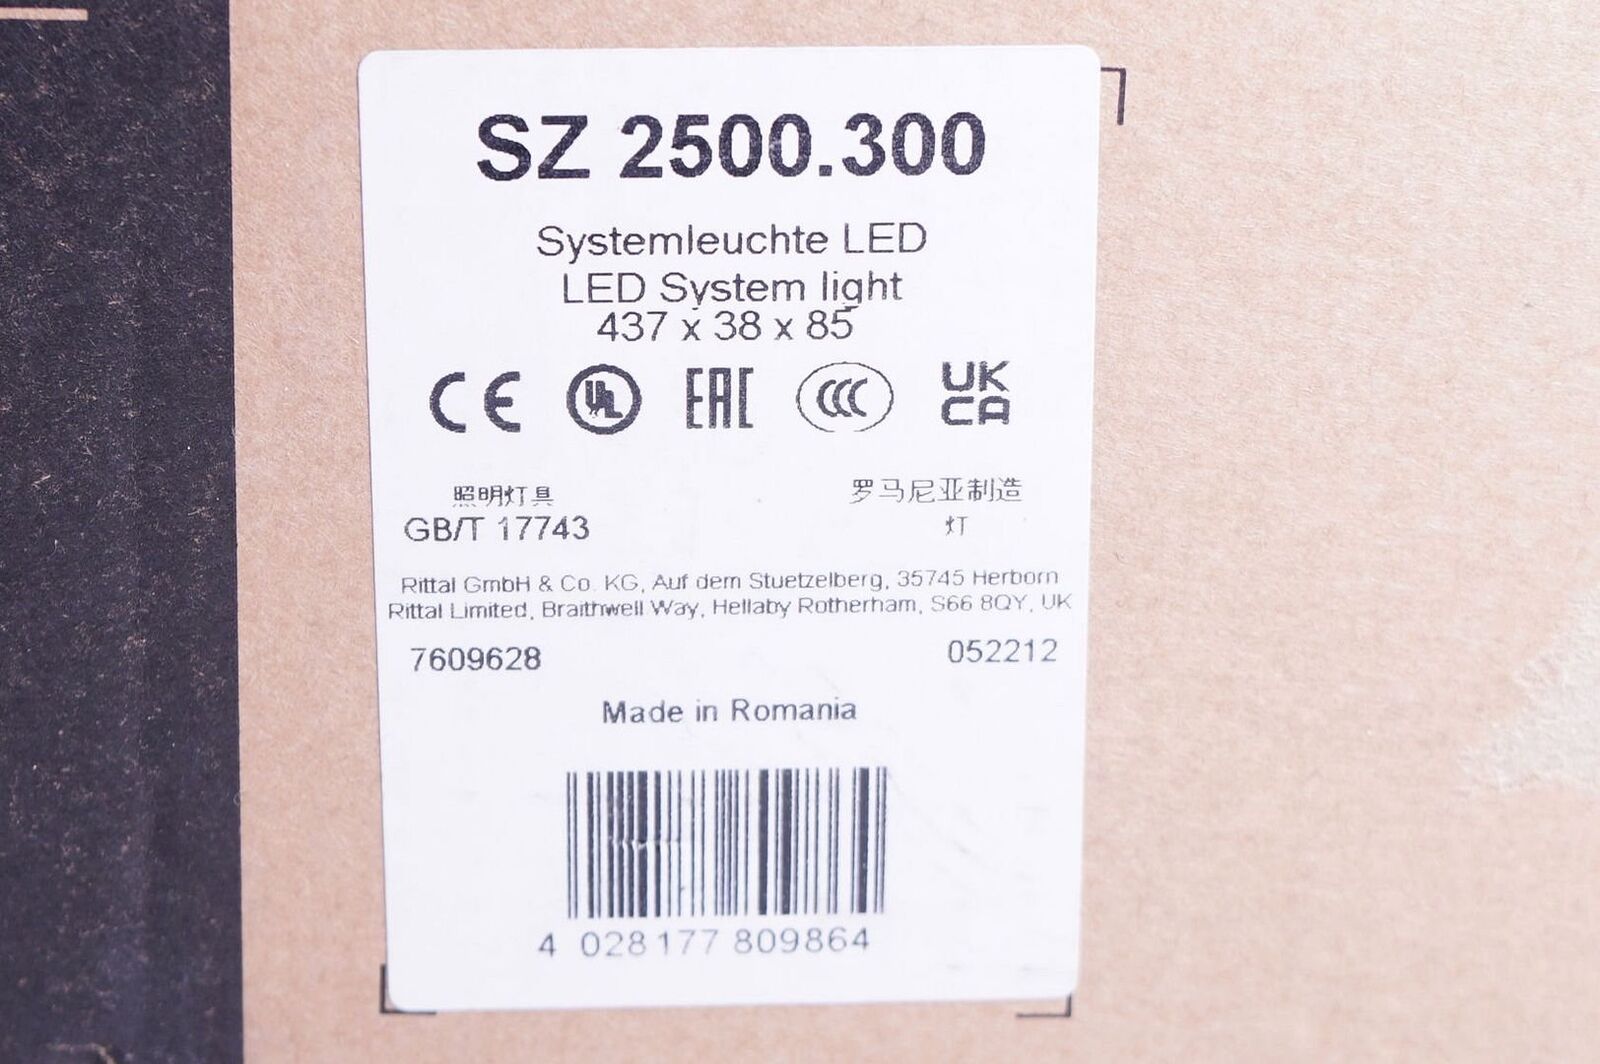 SZ 2500.300
Systemleuchte LED
LED System light
437 x 38 x 85
CE UL EAC CCC UK CA
照明灯具 罗马尼亚制造
GB/T 17743 灯
Rittal GmbH & Co. KG, Auf dem Stuetzelberg, 35745 Herborn
Rittal Limited, Braithwell Way, Hellaby Rotherham, S66 8QY, UK
7609628 052212
Made in Romania
4 028177 809864